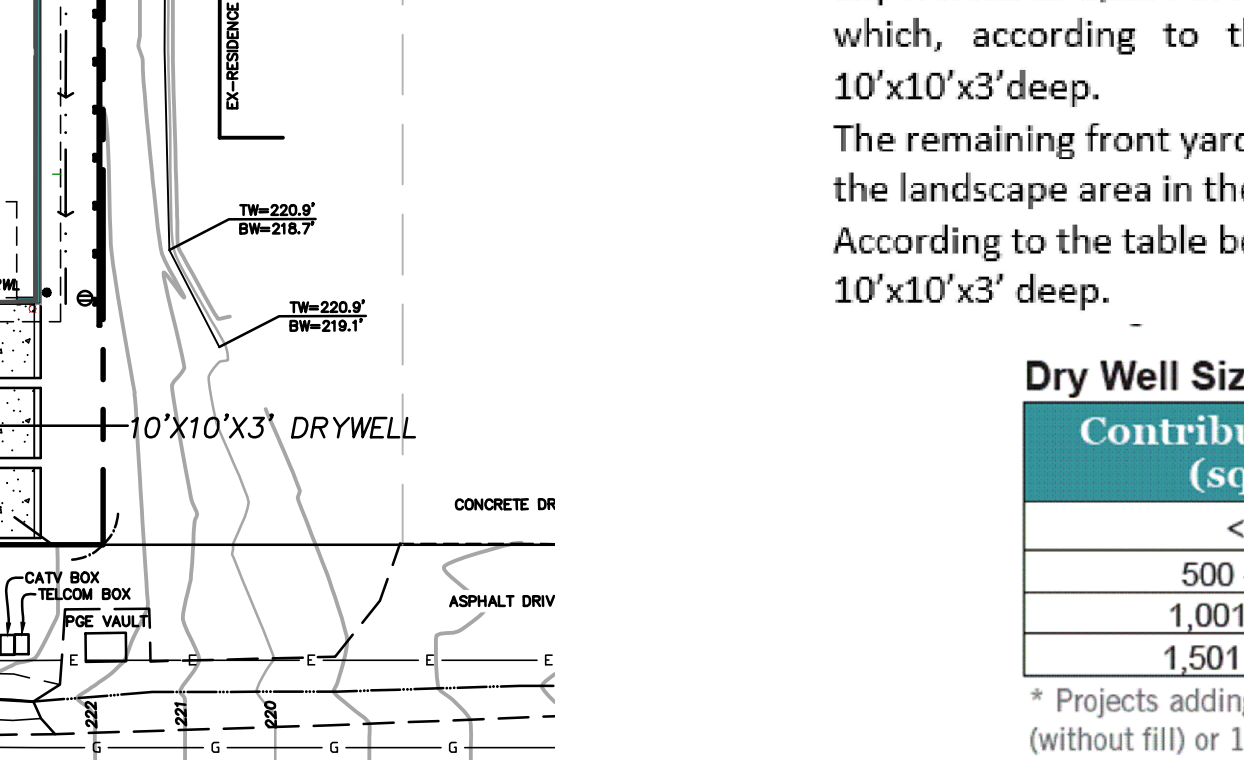 EX-RESIDENCE
TW=220.9'
BW=218.7'
TW=220.9'
BW=219.1'
10'X10'X3' DRYWELL
CONCRETE DR
CATV BOX
TELCOM BOX
PGE VAULT
ASPHALT DRIV
E E E E E
222 221 220
G G G G
which, according to
10'x10'x3'deep.
The remaining front yard
the landscape area in the
According to the table be
10'x10'x3' deep.
Dry Well Siz
Contribu
(sq
<
500
1,001
1,501
* Projects adding
(without fill) or 1